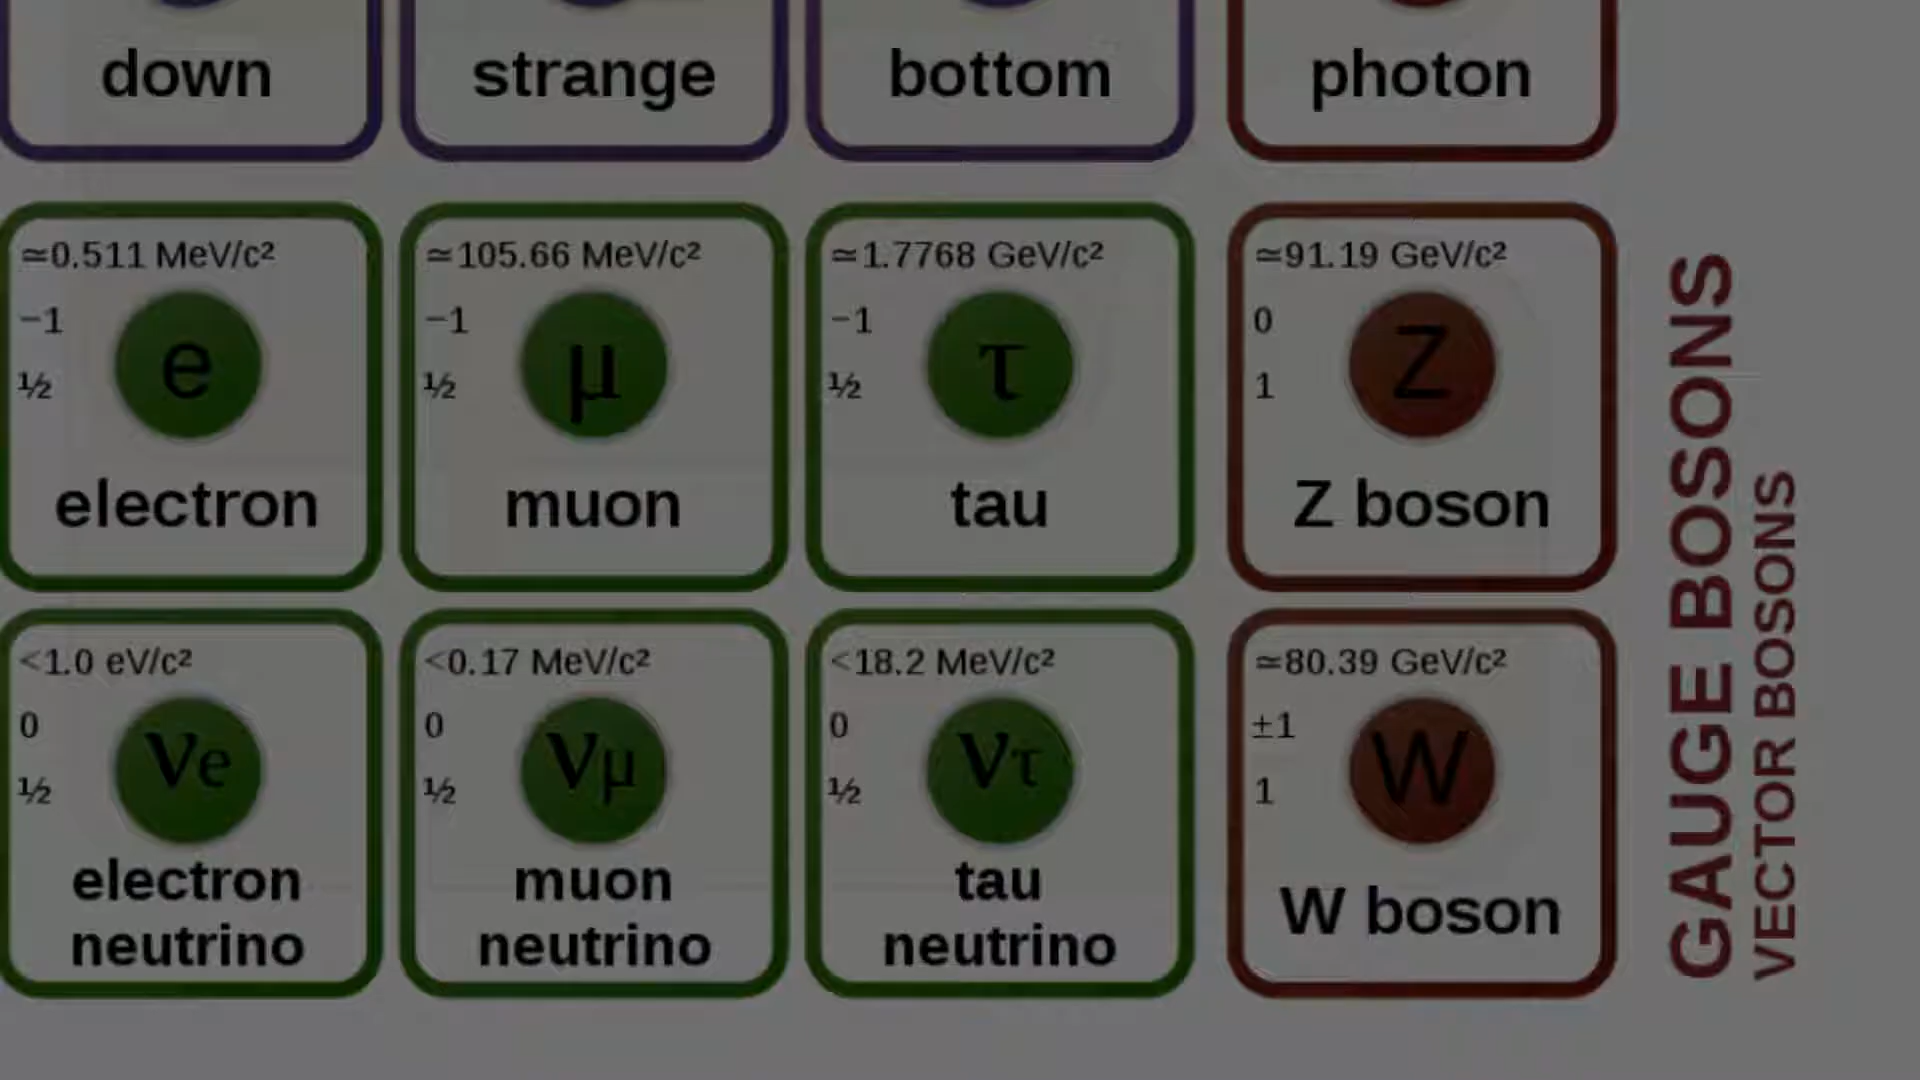 down
strange
bottom
photon
≃0.511 MeV/c²
−1
½
e
electron
≃105.66 MeV/c²
−1
½
μ
muon
≃1.7768 GeV/c²
−1
½
τ
tau
≃91.19 GeV/c²
0
1
Z
Z boson
<1.0 eV/c²
0
½
νe
electron
neutrino
<0.17 MeV/c²
0
½
νμ
muon
neutrino
<18.2 MeV/c²
0
½
ντ
tau
neutrino
≃80.39 GeV/c²
±1
1
W
W boson
GAUGE BOSONS
VECTOR BOSONS